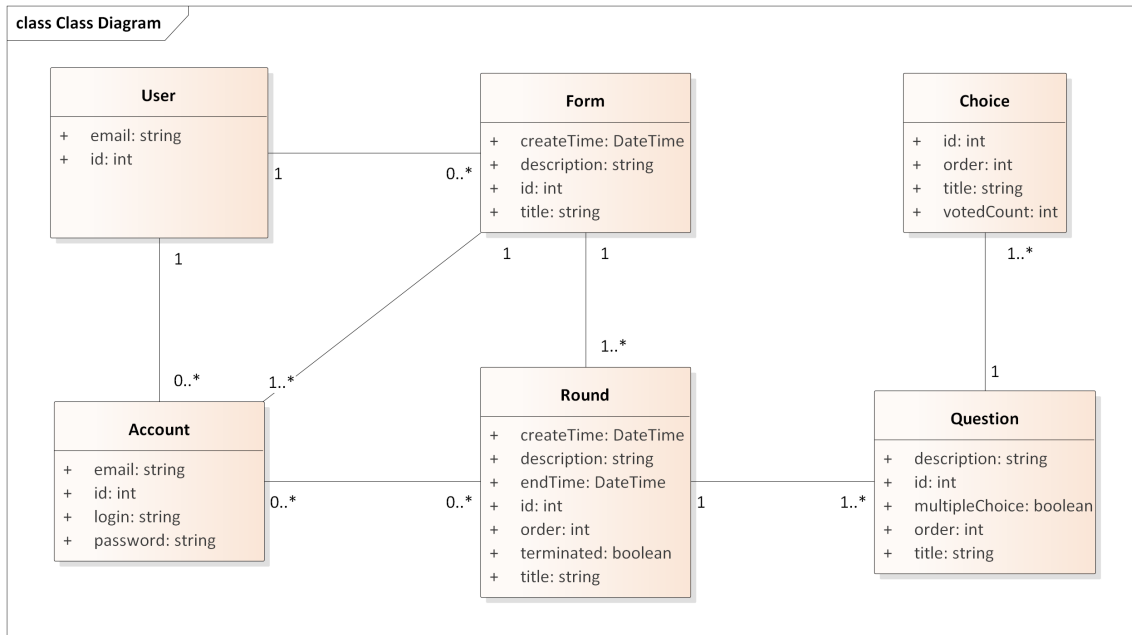 class Class Diagram
User
+ email: string
+ id: int
Form
+ createTime: DateTime
+ description: string
+ id: int
+ title: string
Choice
+ id: int
+ order: int
+ title: string
+ votedCount: int
1
0..*
1
1
1
1..*
0..*
1..*
1..*
1
Account
+ email: string
+ id: int
+ login: string
+ password: string
Round
+ createTime: DateTime
+ description: string
+ endTime: DateTime
+ id: int
+ order: int
+ terminated: boolean
+ title: string
Question
+ description: string
+ id: int
+ multipleChoice: boolean
+ order: int
+ title: string
0..*
0..*
1
1..*